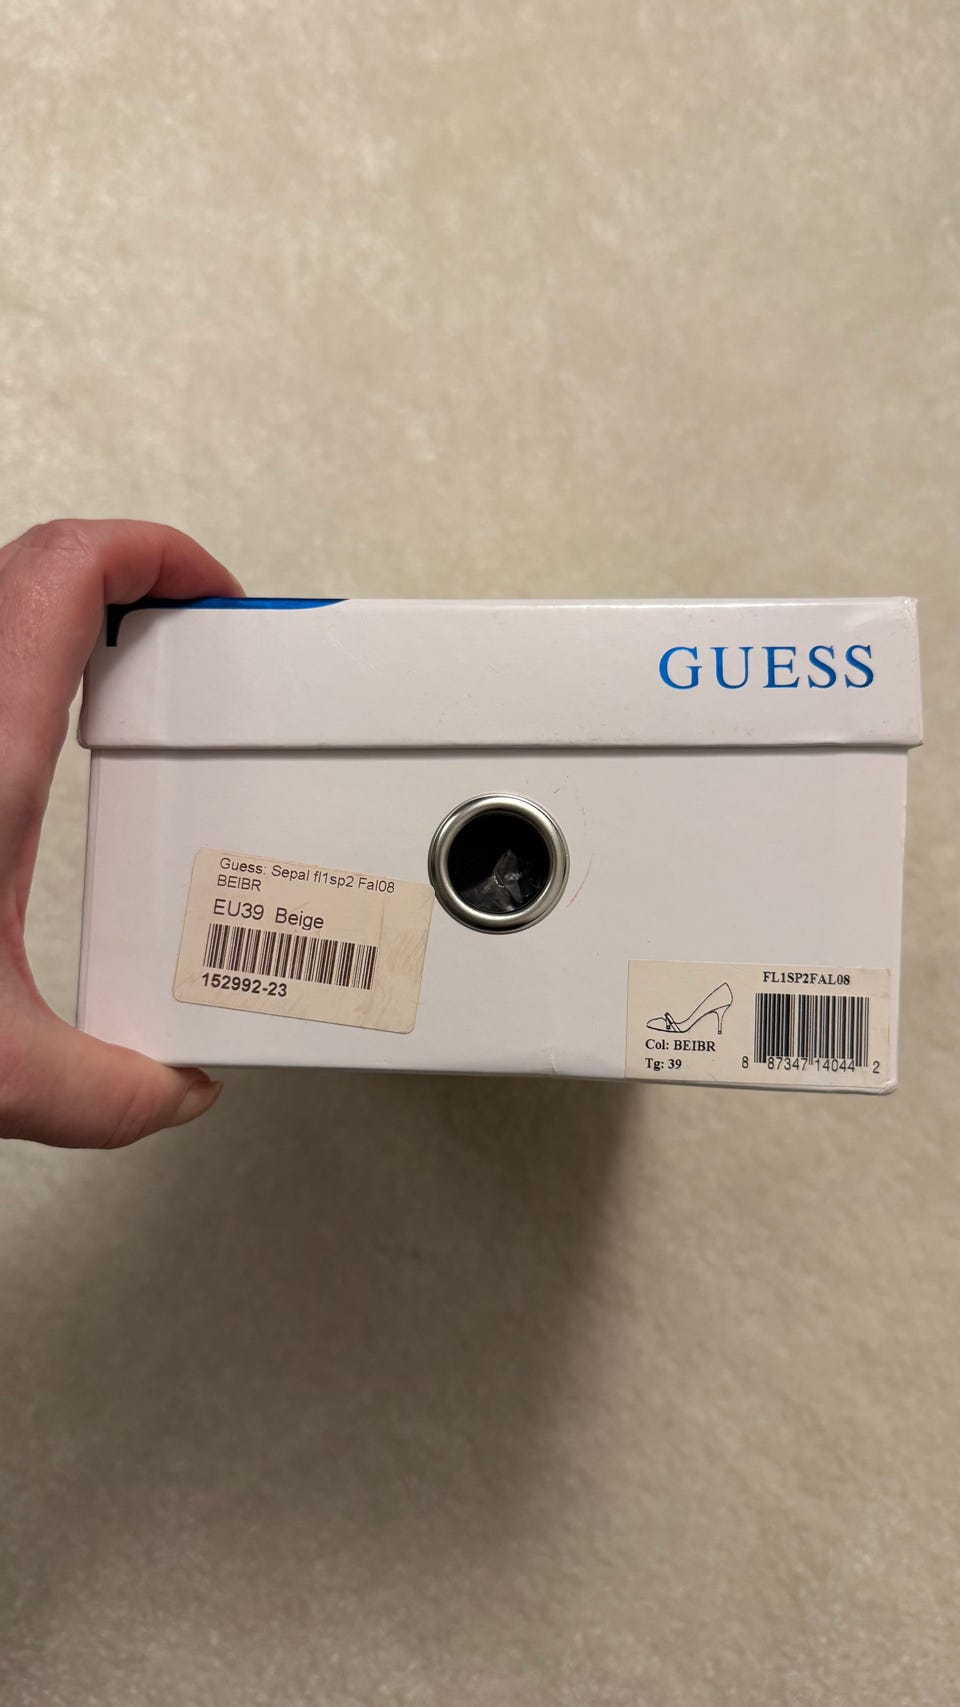 GUESS
Guess: Sepal fl1sp2 Fal08
BEIBR
EU39 Beige
152992-23
FL1SP2FAL08
Col: BEIBR
Tg: 39
8 87347 14044 2